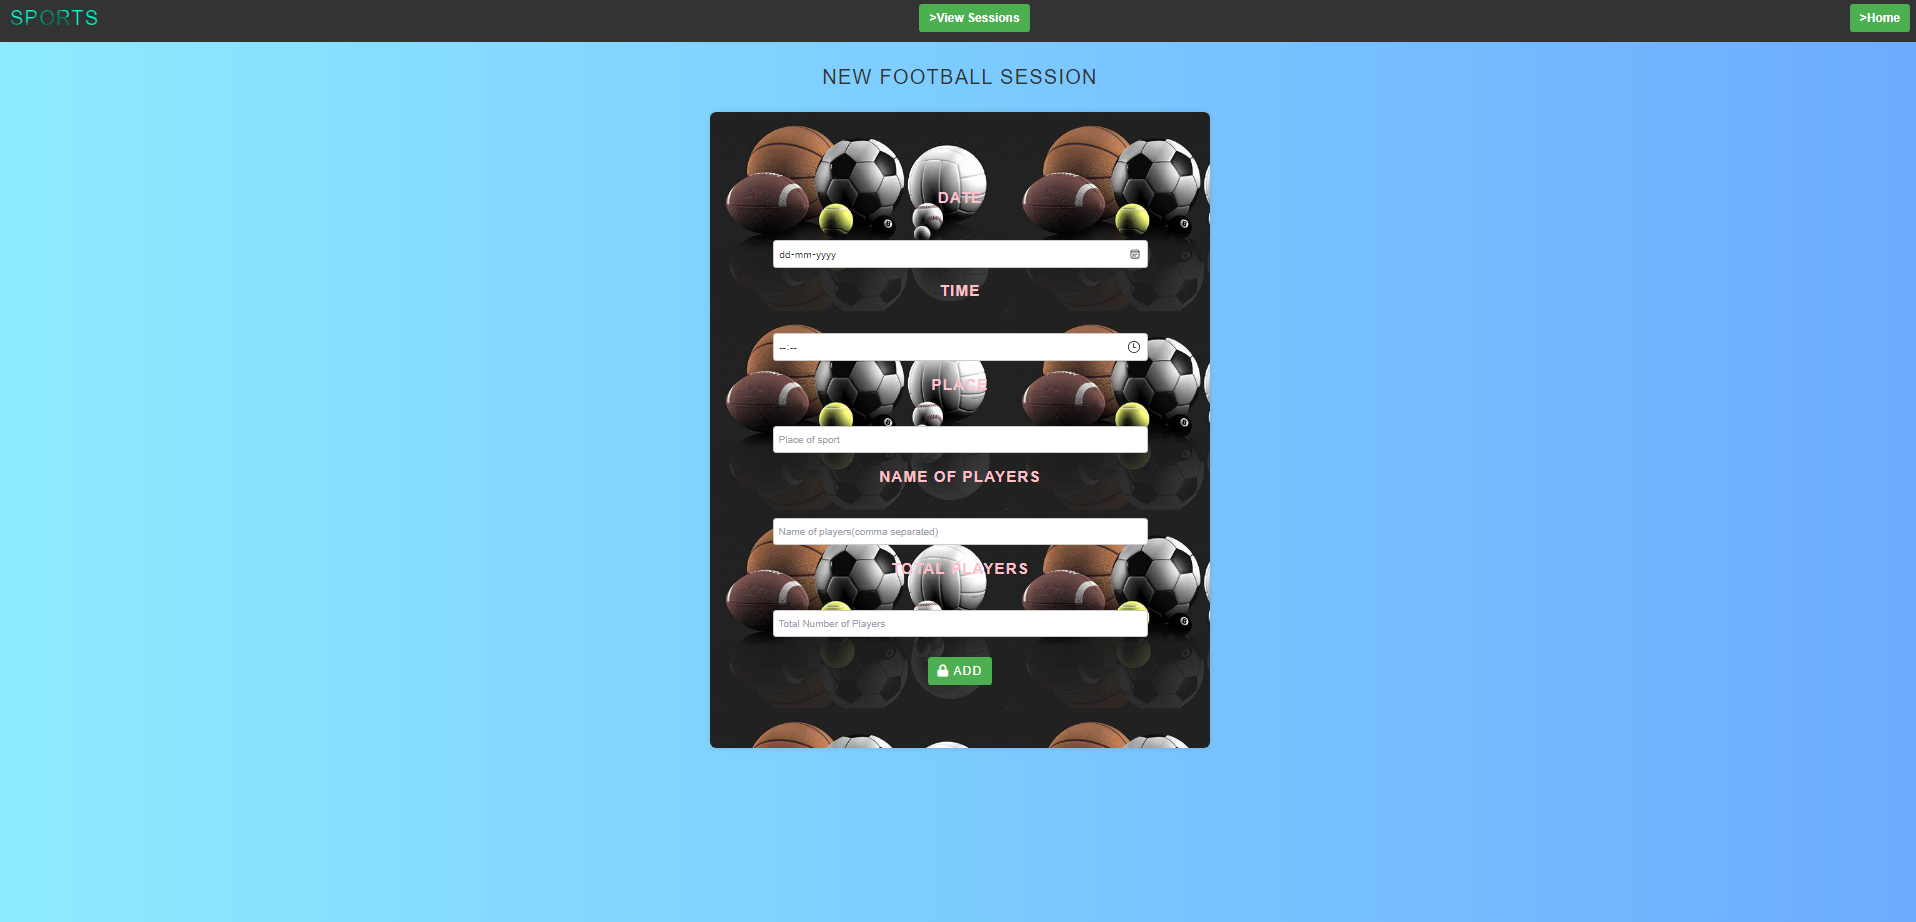 SPORTS
>View Sessions
>Home
NEW FOOTBALL SESSION
DATE
dd-mm-yyyy
TIME
--:--
PLACE
Place of sport
NAME OF PLAYERS
Name of players(comma separated)
TOTAL PLAYERS
Total Number of Players
ADD